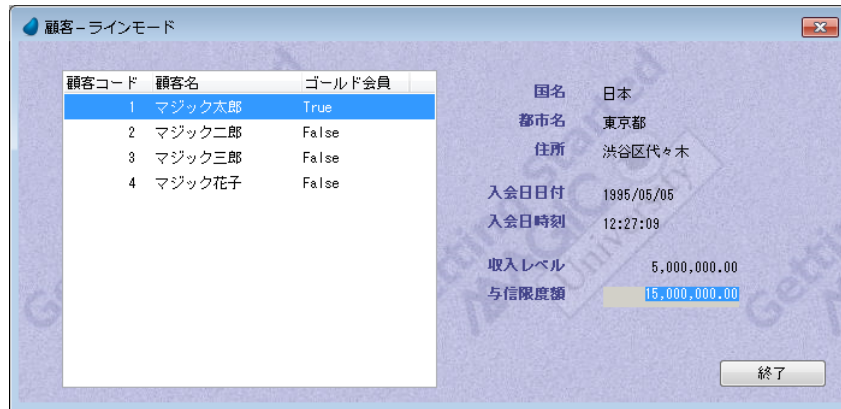 顧客－ラインモード
顧客コード 顧客名 ゴールド会員
1 マジック太郎 True
2 マジック二郎 False
3 マジック三郎 False
4 マジック花子 False
国名 日本
都市名 東京都
住所 渋谷区代々木
入会日日付 1995/05/05
入会日時刻 12:27:09
収入レベル 5,000,000.00
与信限度額 15,000,000.00
終了
Getting Started
MAGIC
University